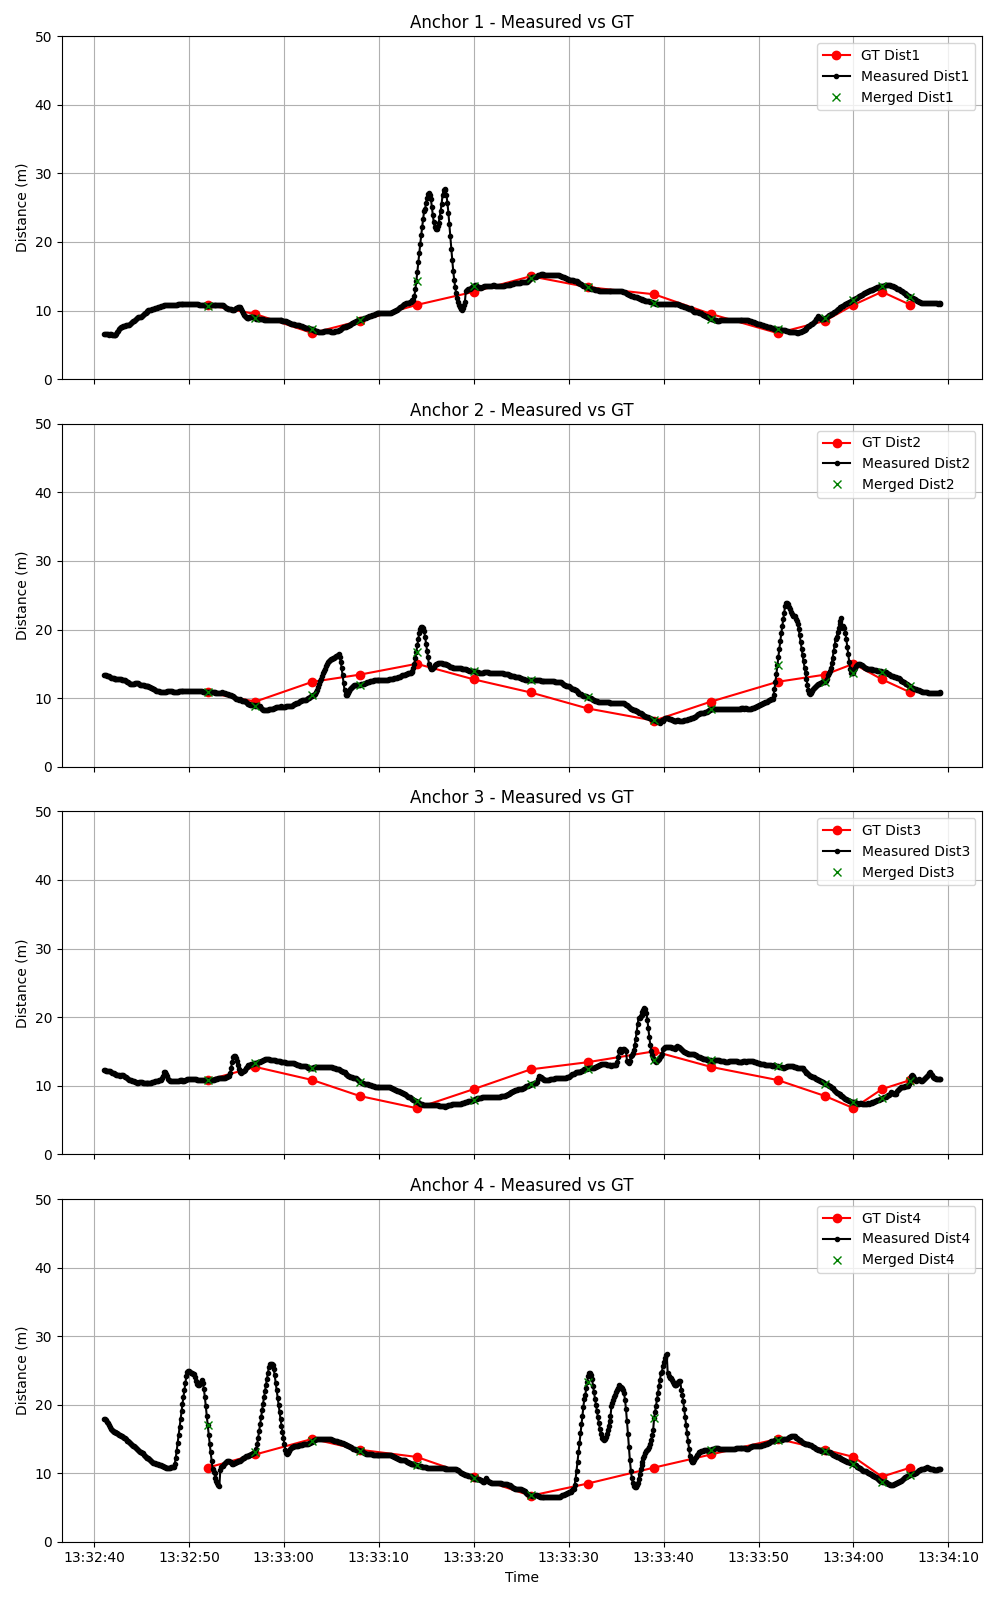 Anchor 1 - Measured vs GT
50
40
30
20
10
0
Distance (m)
GT Dist1
Measured Dist1
Merged Dist1
Anchor 2 - Measured vs GT
50
40
30
20
10
0
Distance (m)
GT Dist2
Measured Dist2
Merged Dist2
Anchor 3 - Measured vs GT
50
40
30
20
10
0
Distance (m)
GT Dist3
Measured Dist3
Merged Dist3
Anchor 4 - Measured vs GT
50
40
30
20
10
0
Distance (m)
GT Dist4
Measured Dist4
Merged Dist4
13:32:40 13:32:50 13:33:00 13:33:10 13:33:20 13:33:30 13:33:40 13:33:50 13:34:00 13:34:10
Time